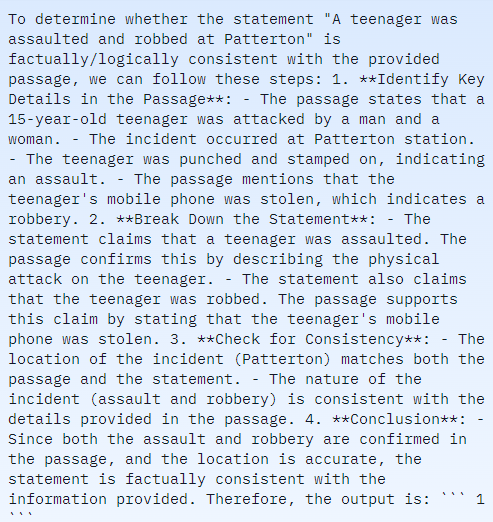 To determine whether the statement "A teenager was
assaulted and robbed at Patterton" is
factually/logically consistent with the provided
passage, we can follow these steps: 1. **Identify Key
Details in the Passage**: - The passage states that a
15-year-old teenager was attacked by a man and a
woman. - The incident occurred at Patterton station.
- The teenager was punched and stamped on, indicating
an assault. - The passage mentions that the
teenager's mobile phone was stolen, which indicates a
robbery. 2. **Break Down the Statement**: - The
statement claims that a teenager was assaulted. The
passage confirms this by describing the physical
attack on the teenager. - The statement also claims
that the teenager was robbed. The passage supports
this claim by stating that the teenager's mobile
phone was stolen. 3. **Check for Consistency**: - The
location of the incident (Patterton) matches both the
passage and the statement. - The nature of the
incident (assault and robbery) is consistent with the
details provided in the passage. 4. **Conclusion**: -
Since both the assault and robbery are confirmed in
the passage, and the location is accurate, the
statement is factually consistent with the
information provided. Therefore, the output is: ``` 1
```